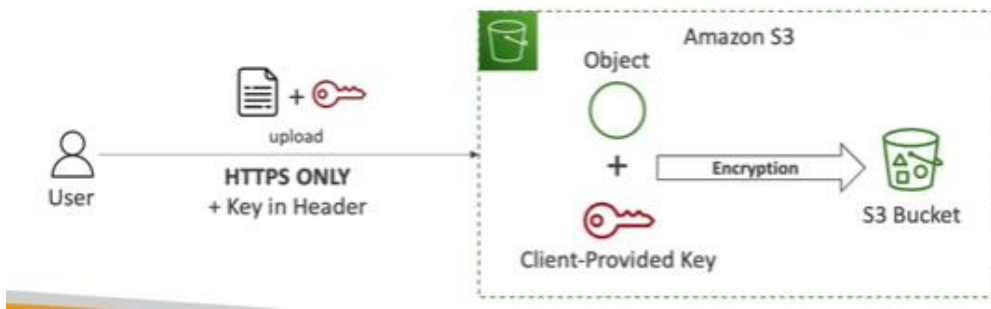 Amazon S3
Object
+
upload
HTTPS ONLY
+ Key in Header
User
+
Encryption
S3 Bucket
Client-Provided Key